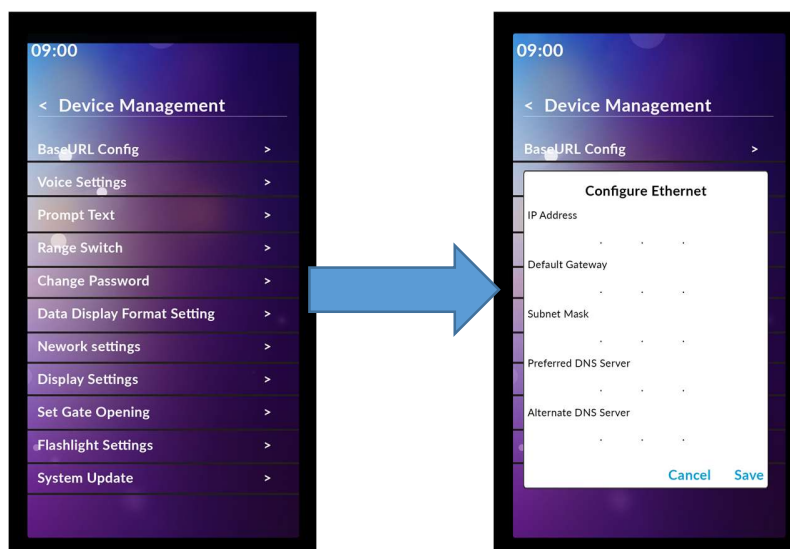 09:00
< Device Management
BaseURL Config >
Voice Settings >
Prompt Text >
Range Switch >
Change Password >
Data Display Format Setting >
Nework settings >
Display Settings >
Set Gate Opening >
Flashlight Settings >
System Update >
09:00
< Device Management
BaseURL Config >
Configure Ethernet
IP Address
. . .
Default Gateway
. . .
Subnet Mask
. . .
Preferred DNS Server
. . .
Alternate DNS Server
. . .
Cancel Save